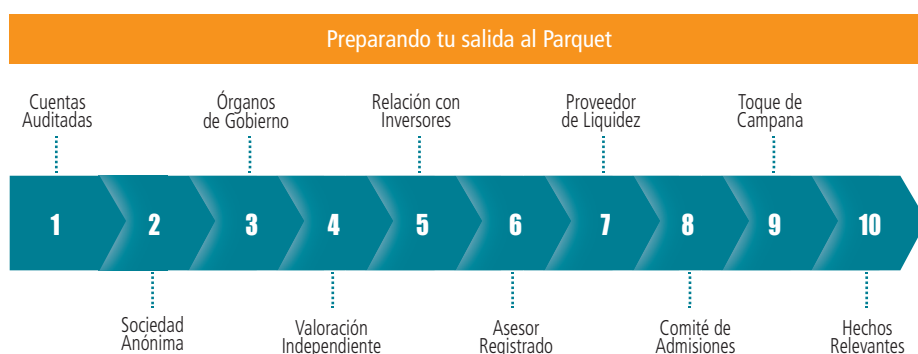 Preparando tu salida al Parquet
Cuentas
Auditadas
Órganos
de Gobierno
Relación con
Inversores
Proveedor
de Liquidez
Toque de
Campana
1
2
3
4
5
6
7
8
9
10
Sociedad
Anónima
Valoración
Independiente
Asesor
Registrado
Comité de
Admisiones
Hechos
Relevantes